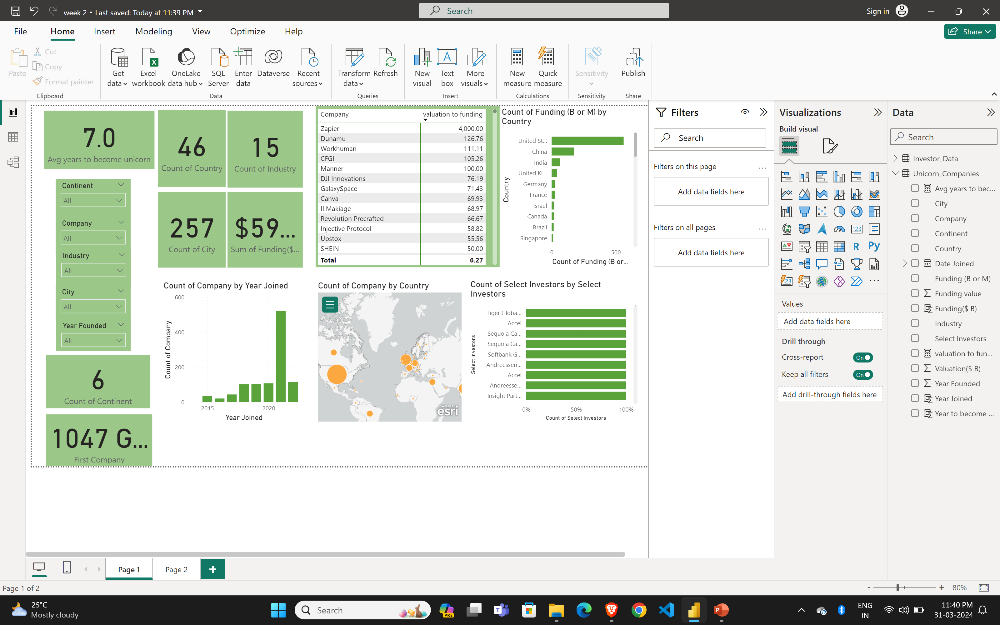 week 2 • Last saved: Today at 11:39 PM
Search
Sign in
File
Home
Insert
Modeling
View
Optimize
Help
Share
Paste
Cut
Copy
Format painter
Clipboard
Get
data
Excel
workbook
OneLake
data hub
SQL
Server
Enter
data
Dataverse
Recent
sources
Data
Transform
data
Refresh
Queries
New
visual
Text
box
More
visuals
Insert
New
measure
Quick
measure
Calculations
Sensitivity
Sensitivity
Publish
Share
7.0
Avg years to become unicorn
46
Count of Country
15
Count of Industry
257
Count of City
$59...
Sum of Funding($...
Continent
All
Company
All
Industry
All
City
All
Year Founded
All
6
Count of Continent
1047 G...
First Company
Company valuation to funding
Zapier 4,000.00
Dunamu 126.76
Workhuman 111.11
CFGI 105.26
Manner 100.00
DJI Innovations 76.19
GalaxySpace 71.43
Canva 69.93
Il Makiage 68.97
Revolution Precrafted 66.67
Injective Protocol 58.82
Upstox 55.56
SHEIN 50.00
Total 6.27
Count of Funding (B or M) by
Country
Country
United St...
China
India
United Ki...
Germany
France
Israel
Canada
Brazil
Singapore
0 500
Count of Funding (B or...
Count of Company by Year Joined
Count of Company
600
400
200
0
2015 2020
Year Joined
Count of Company by Country
POWERED BY
esri
Count of Select Investors by Select
Investors
Select Investors
Tiger Globa...
Accel
Sequoia Ca...
Sequoia Ca...
Softbank G...
Andreessen...
Accel
Andreesse...
Insight Part...
0% 50% 100%
Count of Select Investors
Filters
Search
Filters on this page ...
Add data fields here
Filters on all pages ...
Add data fields here
Visualizations
Build visual
123
R
Py
123
...
Values
Add data fields here
Drill through
Cross-report On
Keep all filters On
Add drill-through fields here
Data
Search
Investor_Data
Unicorn_Companies
Avg years to bec...
City
Company
Continent
Country
Date Joined
Funding (B or M)
Funding value
Funding($ B)
Industry
Select Investors
valuation to fun...
Valuation($ B)
Year Founded
Year Joined
Year to become ...
Page 1
Page 2
+
Page 1 of 2
- + 80%
25°C
Mostly cloudy
Search
PRE
ENG
IN
11:40 PM
31-03-2024